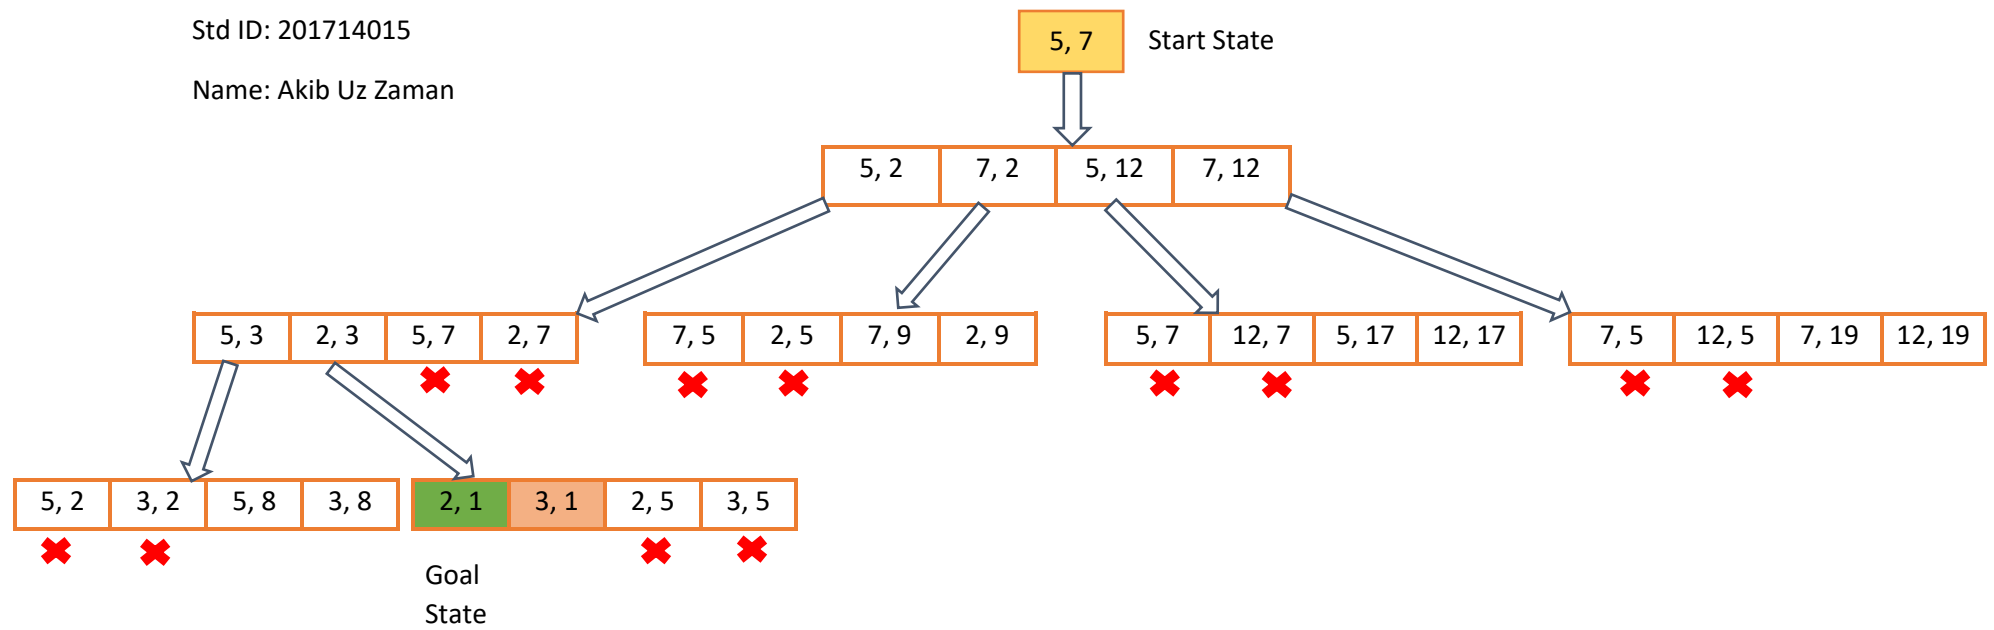 Std ID: 201714015
Name: Akib Uz Zaman
5, 7
Start State
5, 2 7, 2 5, 12 7, 12
5, 3 2, 3 5, 7 2, 7 7, 5 2, 5 7, 9 2, 9 5, 7 12, 7 5, 17 12, 17 7, 5 12, 5 7, 19 12, 19
5, 2 3, 2 5, 8 3, 8 2, 1 3, 1 2, 5 3, 5
Goal
State